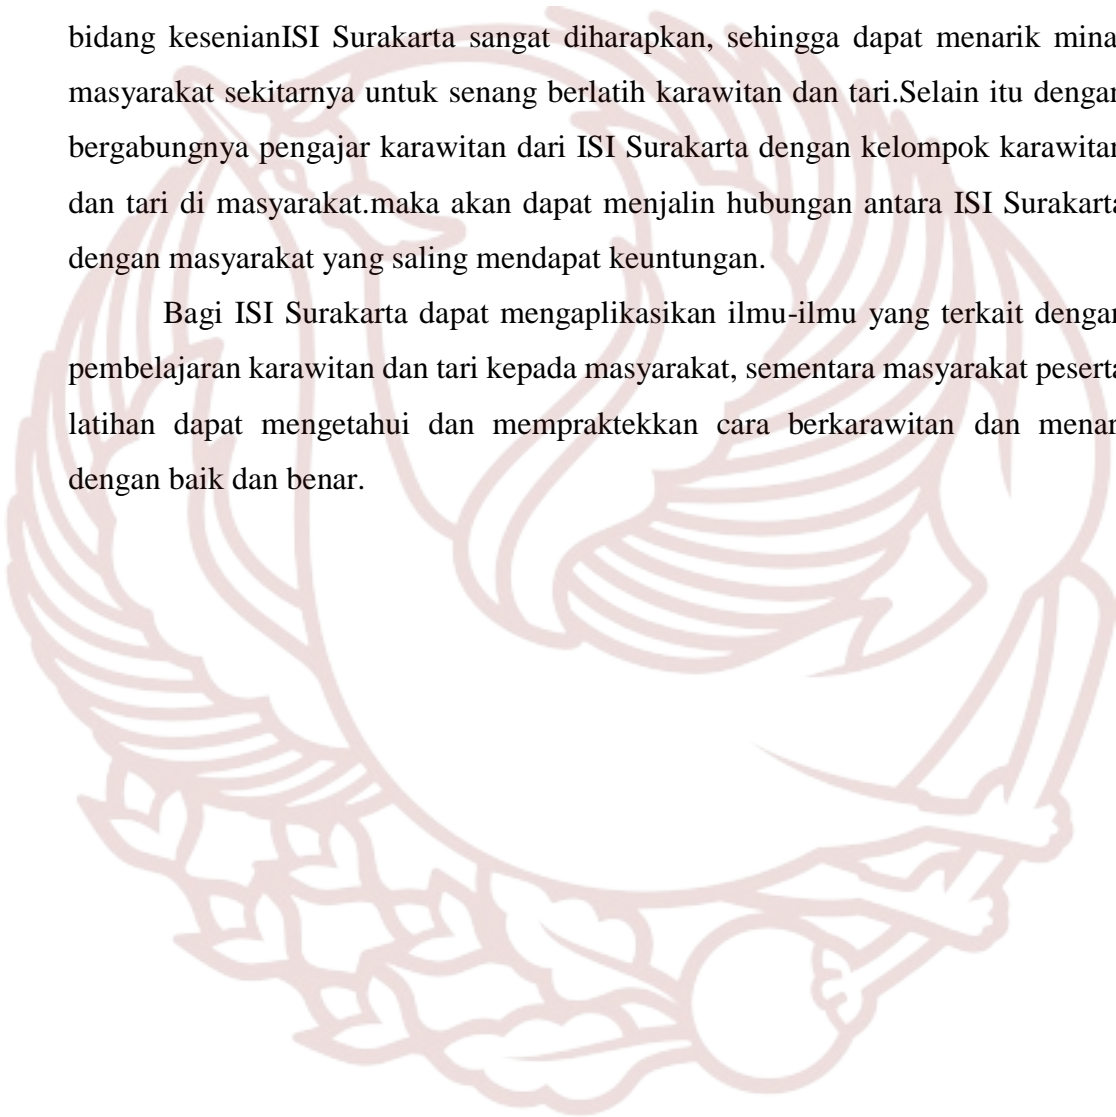 bidang kesenianISI Surakarta sangat diharapkan, sehingga dapat menarik mina
masyarakat sekitarnya untuk senang berlatih karawitan dan tari.Selain itu dengan
bergabungnya pengajar karawitan dari ISI Surakarta dengan kelompok karawitan
dan tari di masyarakat.maka akan dapat menjalin hubungan antara ISI Surakarta
dengan masyarakat yang saling mendapat keuntungan.
Bagi ISI Surakarta dapat mengaplikasikan ilmu-ilmu yang terkait dengan
pembelajaran karawitan dan tari kepada masyarakat, sementara masyarakat peserta
latihan dapat mengetahui dan mempraktekkan cara berkarawitan dan menar
dengan baik dan benar.